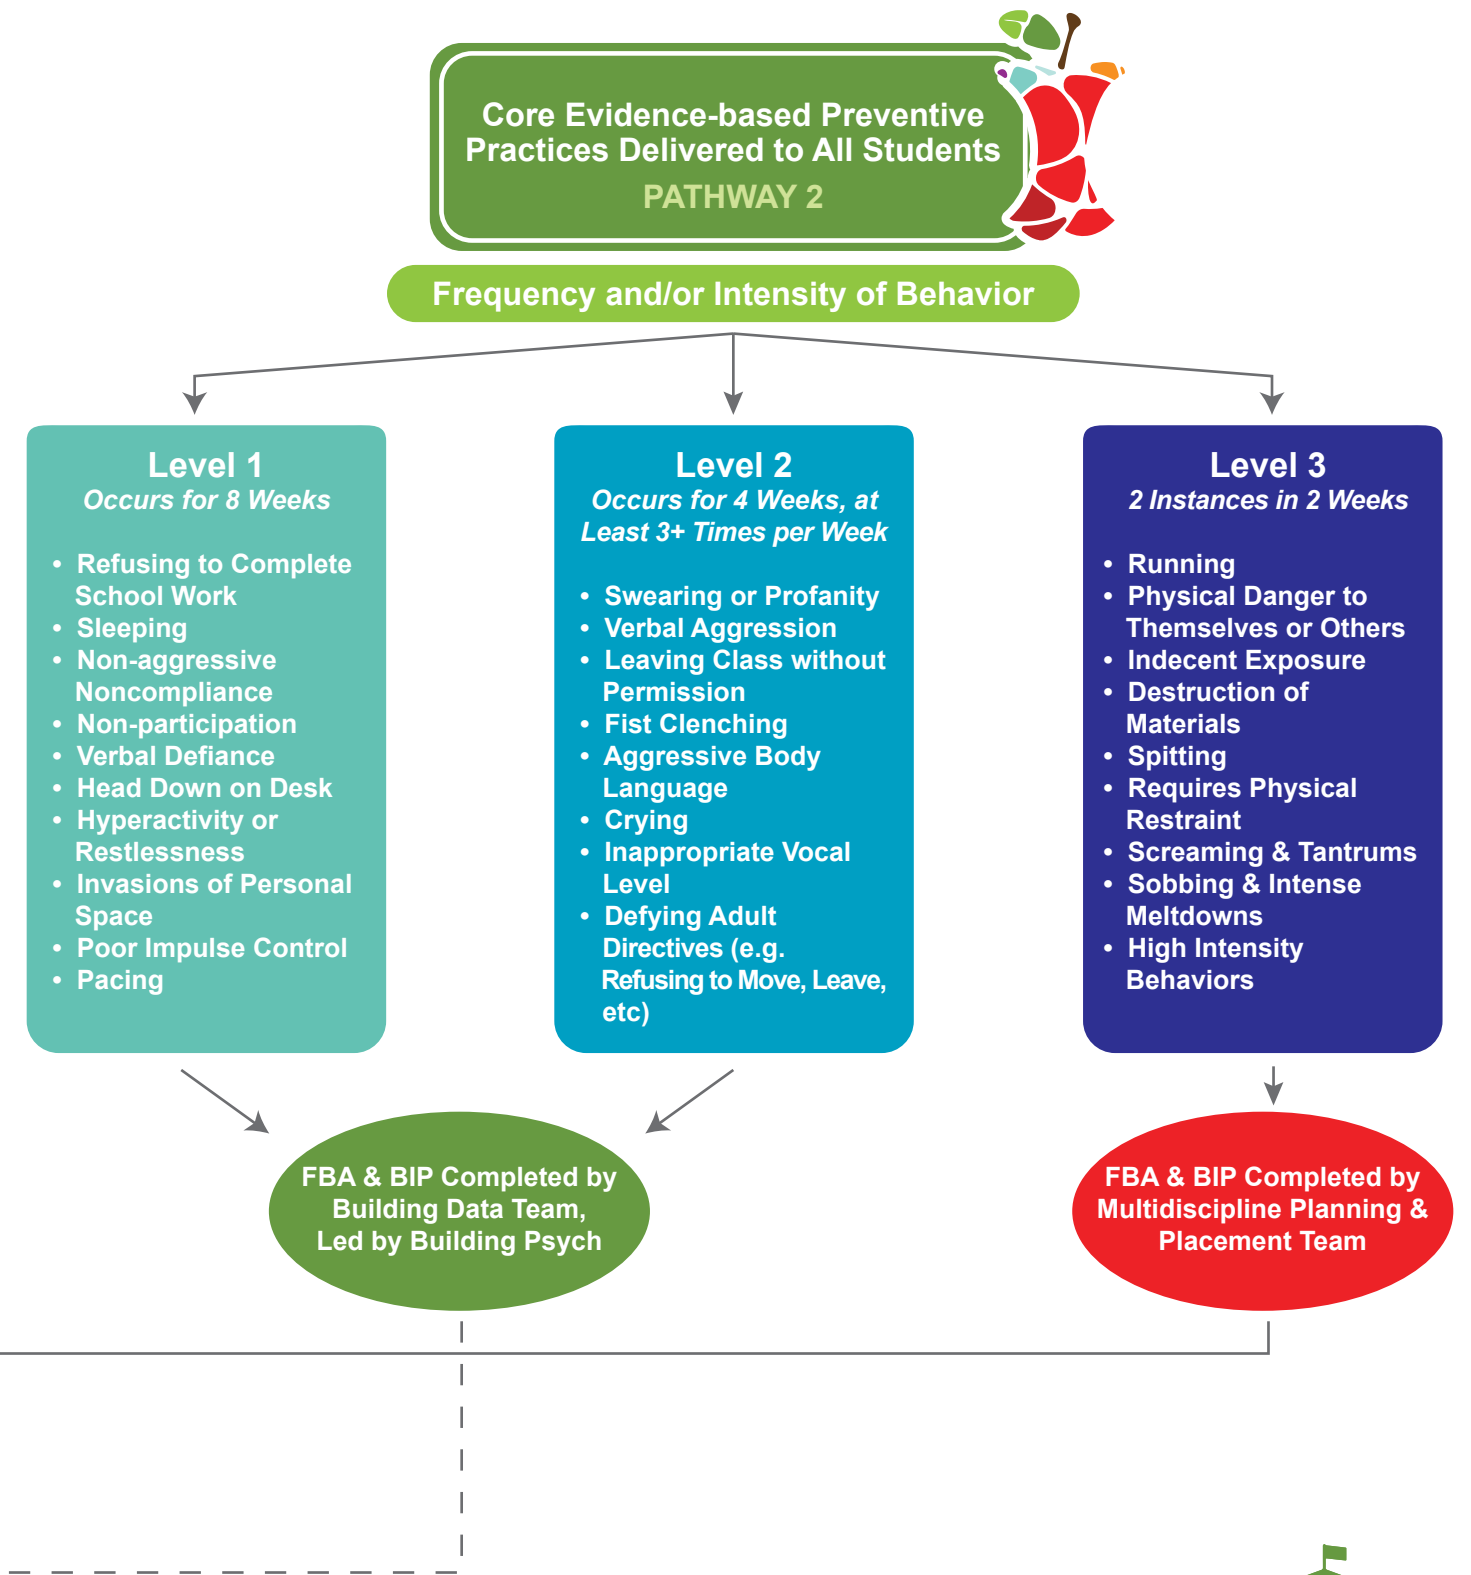 Core Evidence-based Preventive
Practices Delivered to All Students
PATHWAY 2
Frequency and/or Intensity of Behavior
Level 1
Occurs for 8 Weeks
• Refusing to Complete
School Work
• Sleeping
• Non-aggressive
Noncompliance
• Non-participation
• Verbal Defiance
• Head Down on Desk
• Hyperactivity or
Restlessness
• Invasions of Personal
Space
• Poor Impulse Control
• Pacing
Level 2
Occurs for 4 Weeks, at
Least 3+ Times per Week
• Swearing or Profanity
• Verbal Aggression
• Leaving Class without
Permission
• Fist Clenching
• Aggressive Body
Language
• Crying
• Inappropriate Vocal
Level
• Defying Adult
Directives (e.g.
Refusing to Move, Leave,
etc)
Level 3
2 Instances in 2 Weeks
• Running
• Physical Danger to
Themselves or Others
• Indecent Exposure
• Destruction of
Materials
• Spitting
• Requires Physical
Restraint
• Screaming & Tantrums
• Sobbing & Intense
Meltdowns
• High Intensity
Behaviors
FBA & BIP Completed by
Building Data Team,
Led by Building Psych
FBA & BIP Completed by
Multidiscipline Planning &
Placement Team